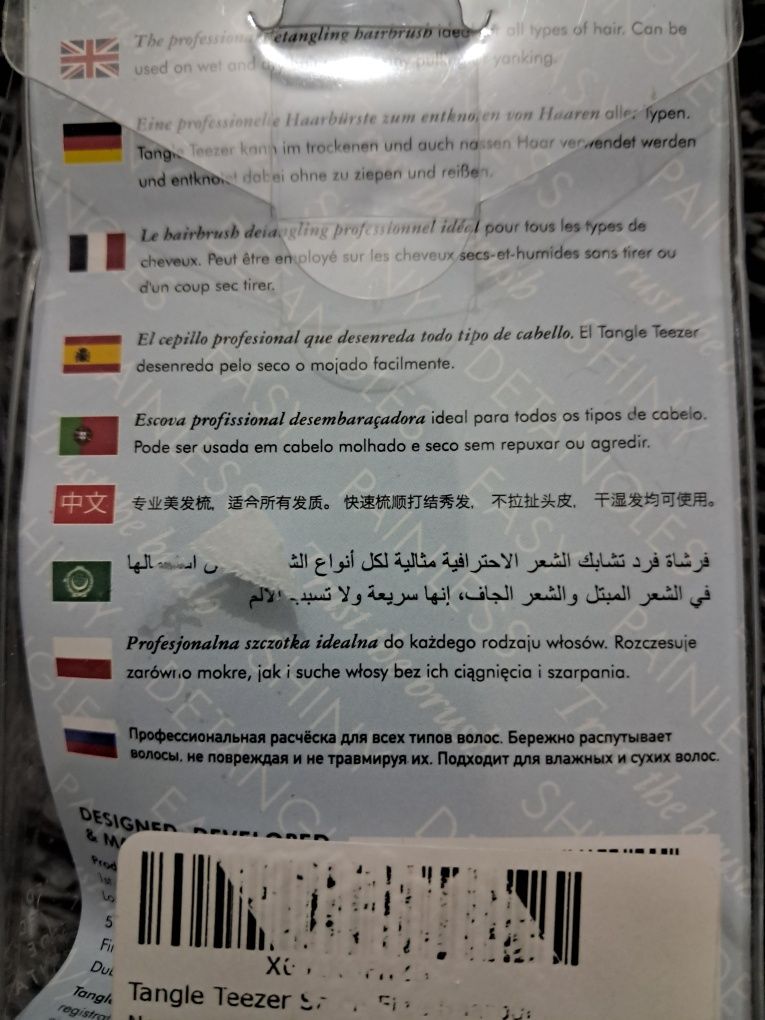 The professional detangling hairbrush ideal for all types of hair. Can be
used on wet and yanking.
Eine professionelle Haarbürste zum entknoten von Haaren aller Typen.
Tangle Teezer kann im trockenen und auch nassen Haar verwendet werden
und entknotet dabei ohne zu ziepen und reißen.
Le hairbrush detangling professionnel idéal pour tous les types de
cheveux. Peut être employé sur les cheveux secs-et-humides sans tirer ou
d'un coup sec tirer.
El cepillo profesional que desenreda todo tipo de cabello. El Tangle Teezer
desenreda pelo seco o mojado facilmente.
Escova profissional desembaraçadora ideal para todos os tipos de cabelo.
Pode ser usada em cabelo molhado e seco sem repuxar ou agredir.
中文 专业美发梳, 适合所有发质。 快速梳顺打结秀发, 不拉扯头皮, 干湿发均可使用。
فرشاة فرد تشابك الشعر الاحترافية مثالية لكل أنواع
في الشعر المبتل والشعر الجاف، إنها سريعة ولا تسبب الألم
Profesjonalna szczotka idealna do każdego rodzaju włosów. Rozczesuje
zarówno mokre, jak i suche włosy bez ich ciągnięcia i szarpania.
Профессиональная расчёска для всех типов волос. Бережно распутывает
волосы, не повреждая и не травмируя их. Подходит для влажных и сухих волос.
DESIGNED, DEVELOPED
&
Tangle Teezer